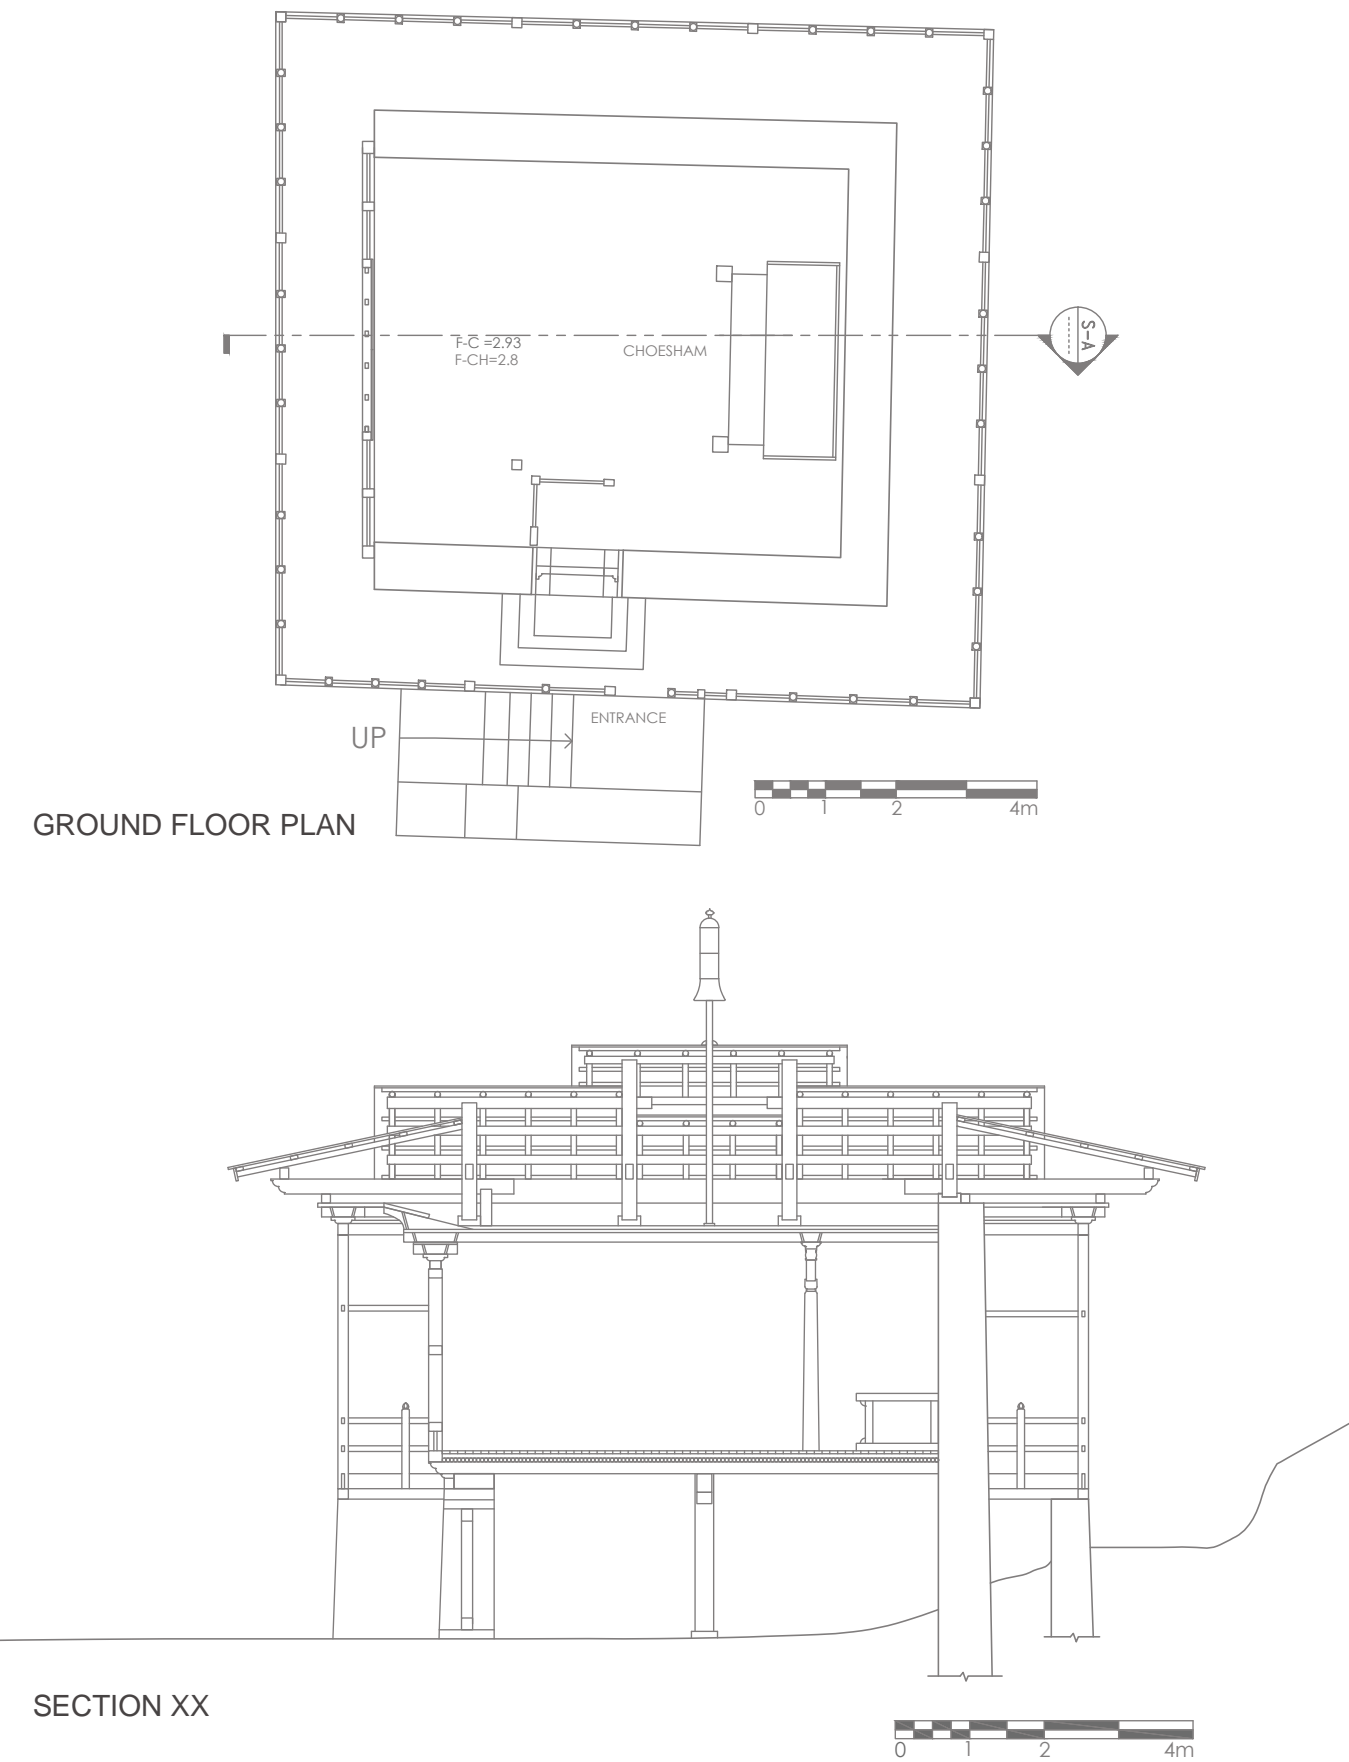 F-C =2.93
F-CH=2.8
CHOESHAM
S-A
ENTRANCE
UP
0 1 2 4m
GROUND FLOOR PLAN
SECTION XX
0 1 2 4m